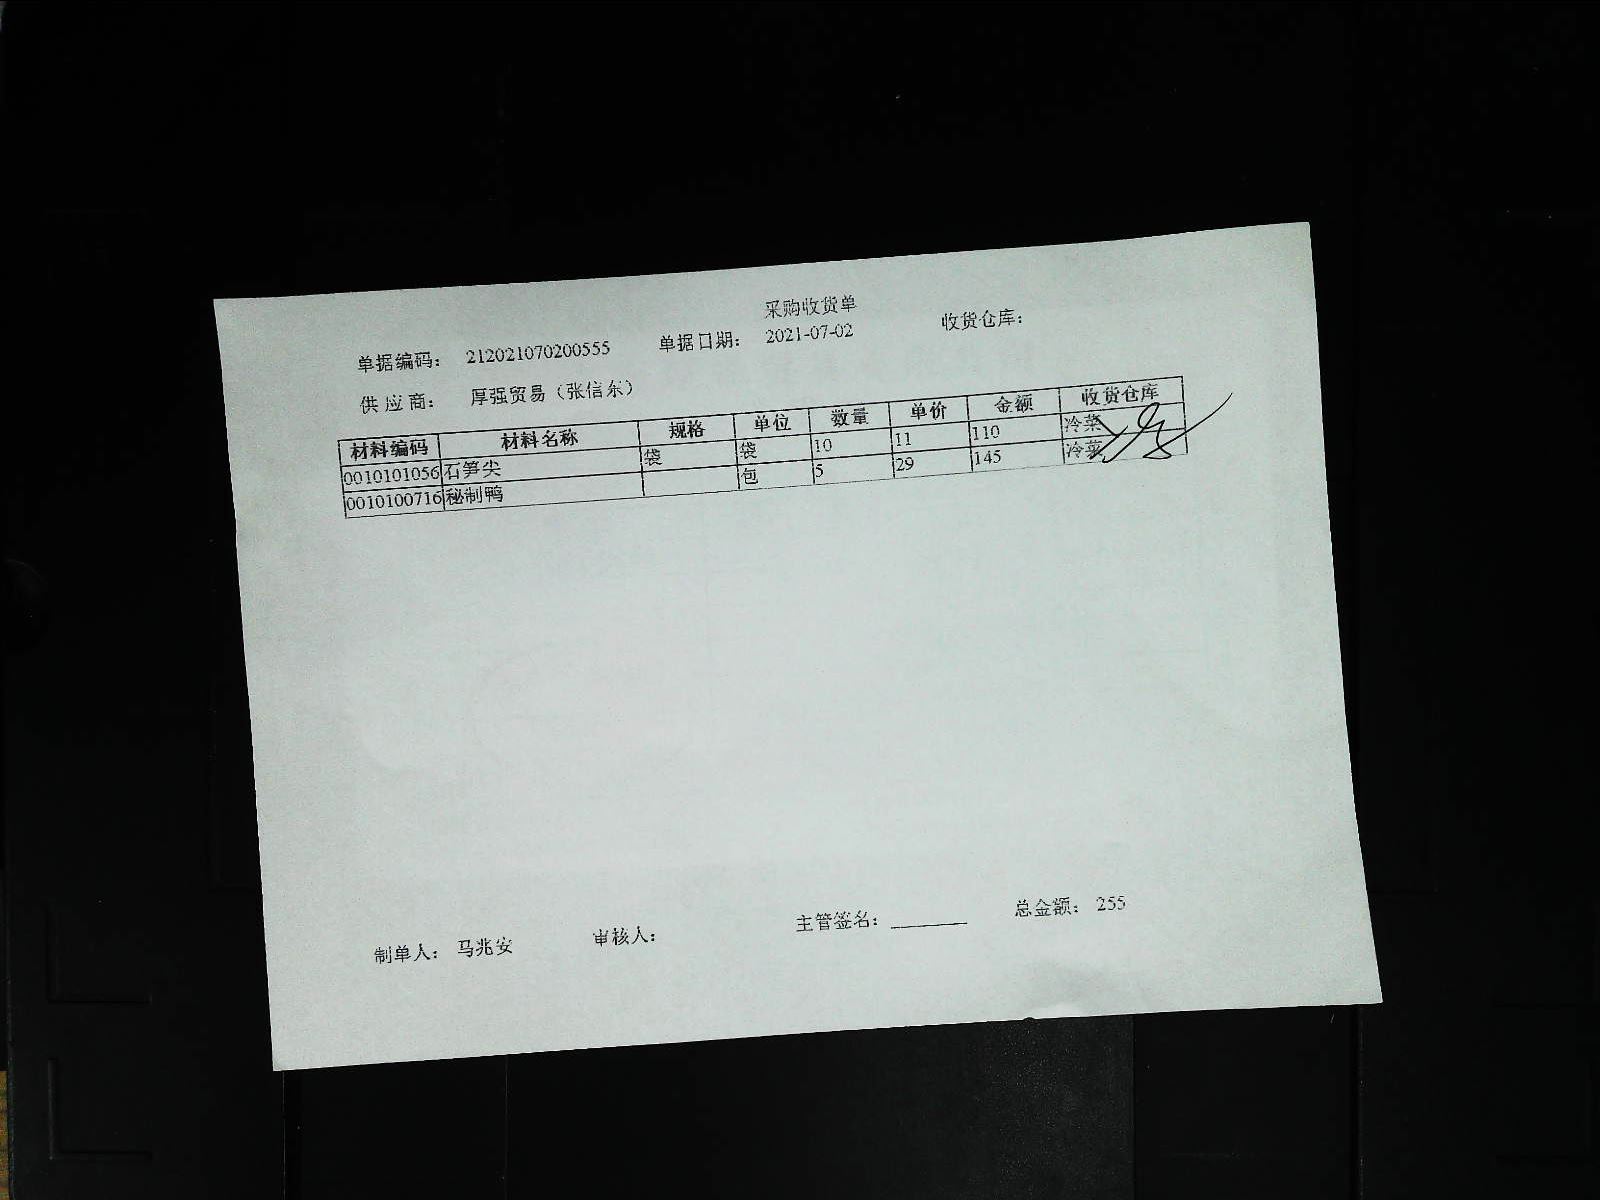 采购收货单
单据编码： 212021070200555 单据日期： 2021-07-02 收货仓库：
供应商： 厚强贸易（张信东）
材料编码 材料名称 规格 单位 数量 单价 金额 收货仓库
0010101056 石笋尖 袋 袋 10 11 110 冷菜
0010100716 秘制鸭 包 5 29 145 冷菜
制单人： 马兆安 审核人： 主管签名： 总金额： 255